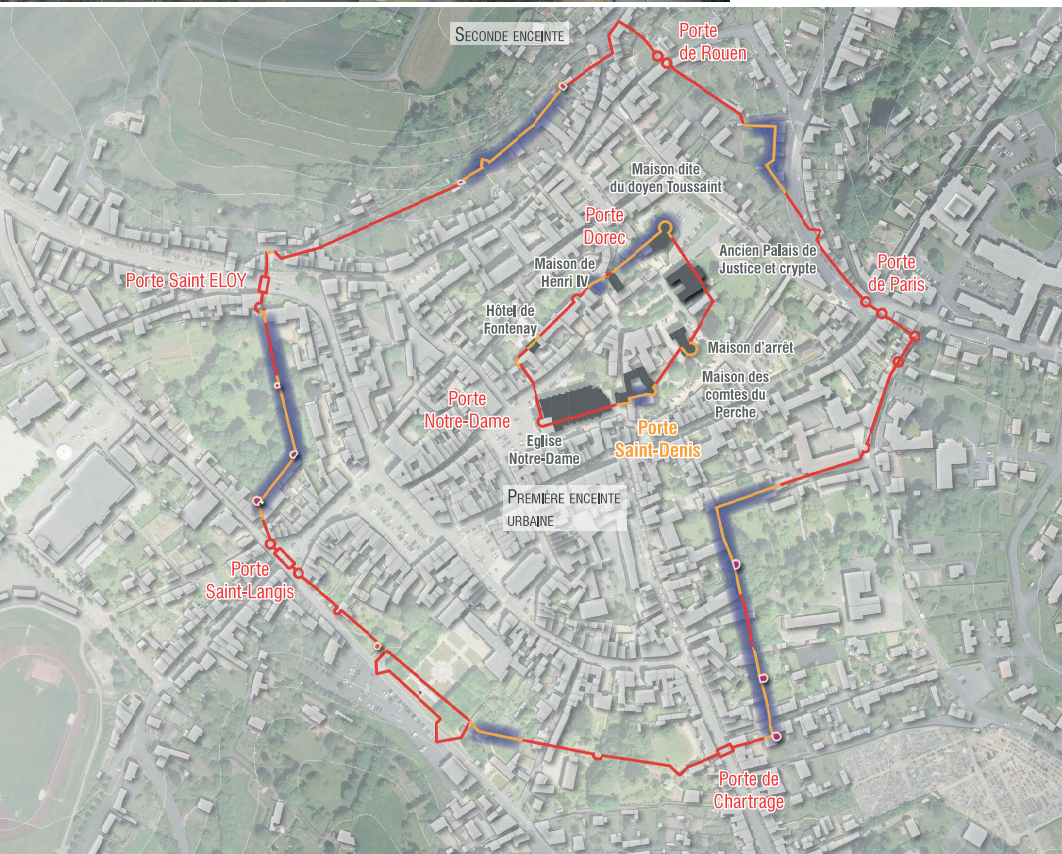 SECONDE ENCEINTE
Porte
de Rouen
Maison dite
du doyen Toussaint
Porte
Dorec
Ancien Palais de
Justice et crypte
Maison de
Henri IV
Porte
de Paris
Porte Saint ELOY
Hôtel de
Fontenay
Maison d'arrêt
Maison des
comtes du
Perche
Porte
Notre-Dame
Porte
Saint-Denis
Eglise
Notre-Dame
PREMIÈRE ENCEINTE
URBAINE
Porte
Saint-Langis
Porte de
Chartrage